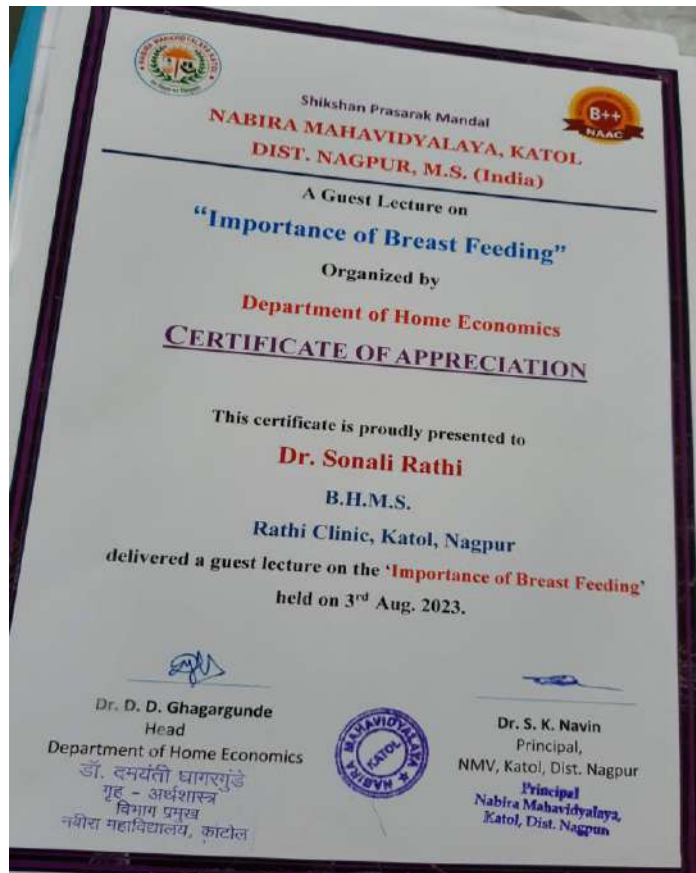 NABIRA MAHAVIDYALAYA KATOL
Shikshan Prasarak Mandal
B++
NAAC
NABIRA MAHAVIDYALAYA, KATOL
DIST. NAGPUR, M.S. (India)
A Guest Lecture on
“Importance of Breast Feeding”
Organized by
Department of Home Economics
CERTIFICATE OF APPRECIATION
This certificate is proudly presented to
Dr. Sonali Rathi
B.H.M.S.
Rathi Clinic, Katol, Nagpur
delivered a guest lecture on the ‘Importance of Breast Feeding’
held on 3rd Aug. 2023.
Dr. D. D. Ghagargunde
Head
Department of Home Economics
डॉ. दमयंती घागरगुंडे
गृह - अर्थशास्त्र
विभाग प्रमुख
नबीरा महाविद्यालय, काटोल
NABIRA MAHAVIDYALAYA
KATOL
Dr. S. K. Navin
Principal,
NMV, Katol, Dist. Nagpur
Principal
Nabira Mahavidyalaya,
Katol, Dist. Nagpun